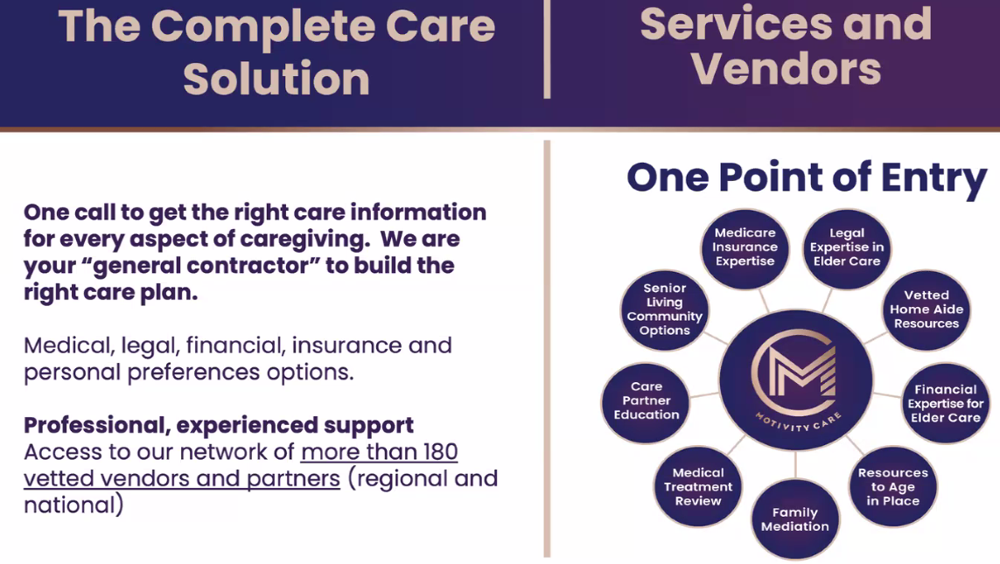 The Complete Care
Solution
Services and
Vendors
One call to get the right care information
for every aspect of caregiving.  We are
your “general contractor” to build the
right care plan.
Medical, legal, financial, insurance and
personal preferences options.
Professional, experienced support
Access to our network of more than 180
vetted vendors and partners (regional and
national)
One Point of Entry
Medicare
Insurance
Expertise
Legal
Expertise in
Elder Care
Vetted
Home Aide
Resources
Financial
Expertise for
Elder Care
Resources
to Age
in Place
Family
Mediation
Medical
Treatment
Review
Care
Partner
Education
Senior
Living
Community
Options
MOTIVITY CARE